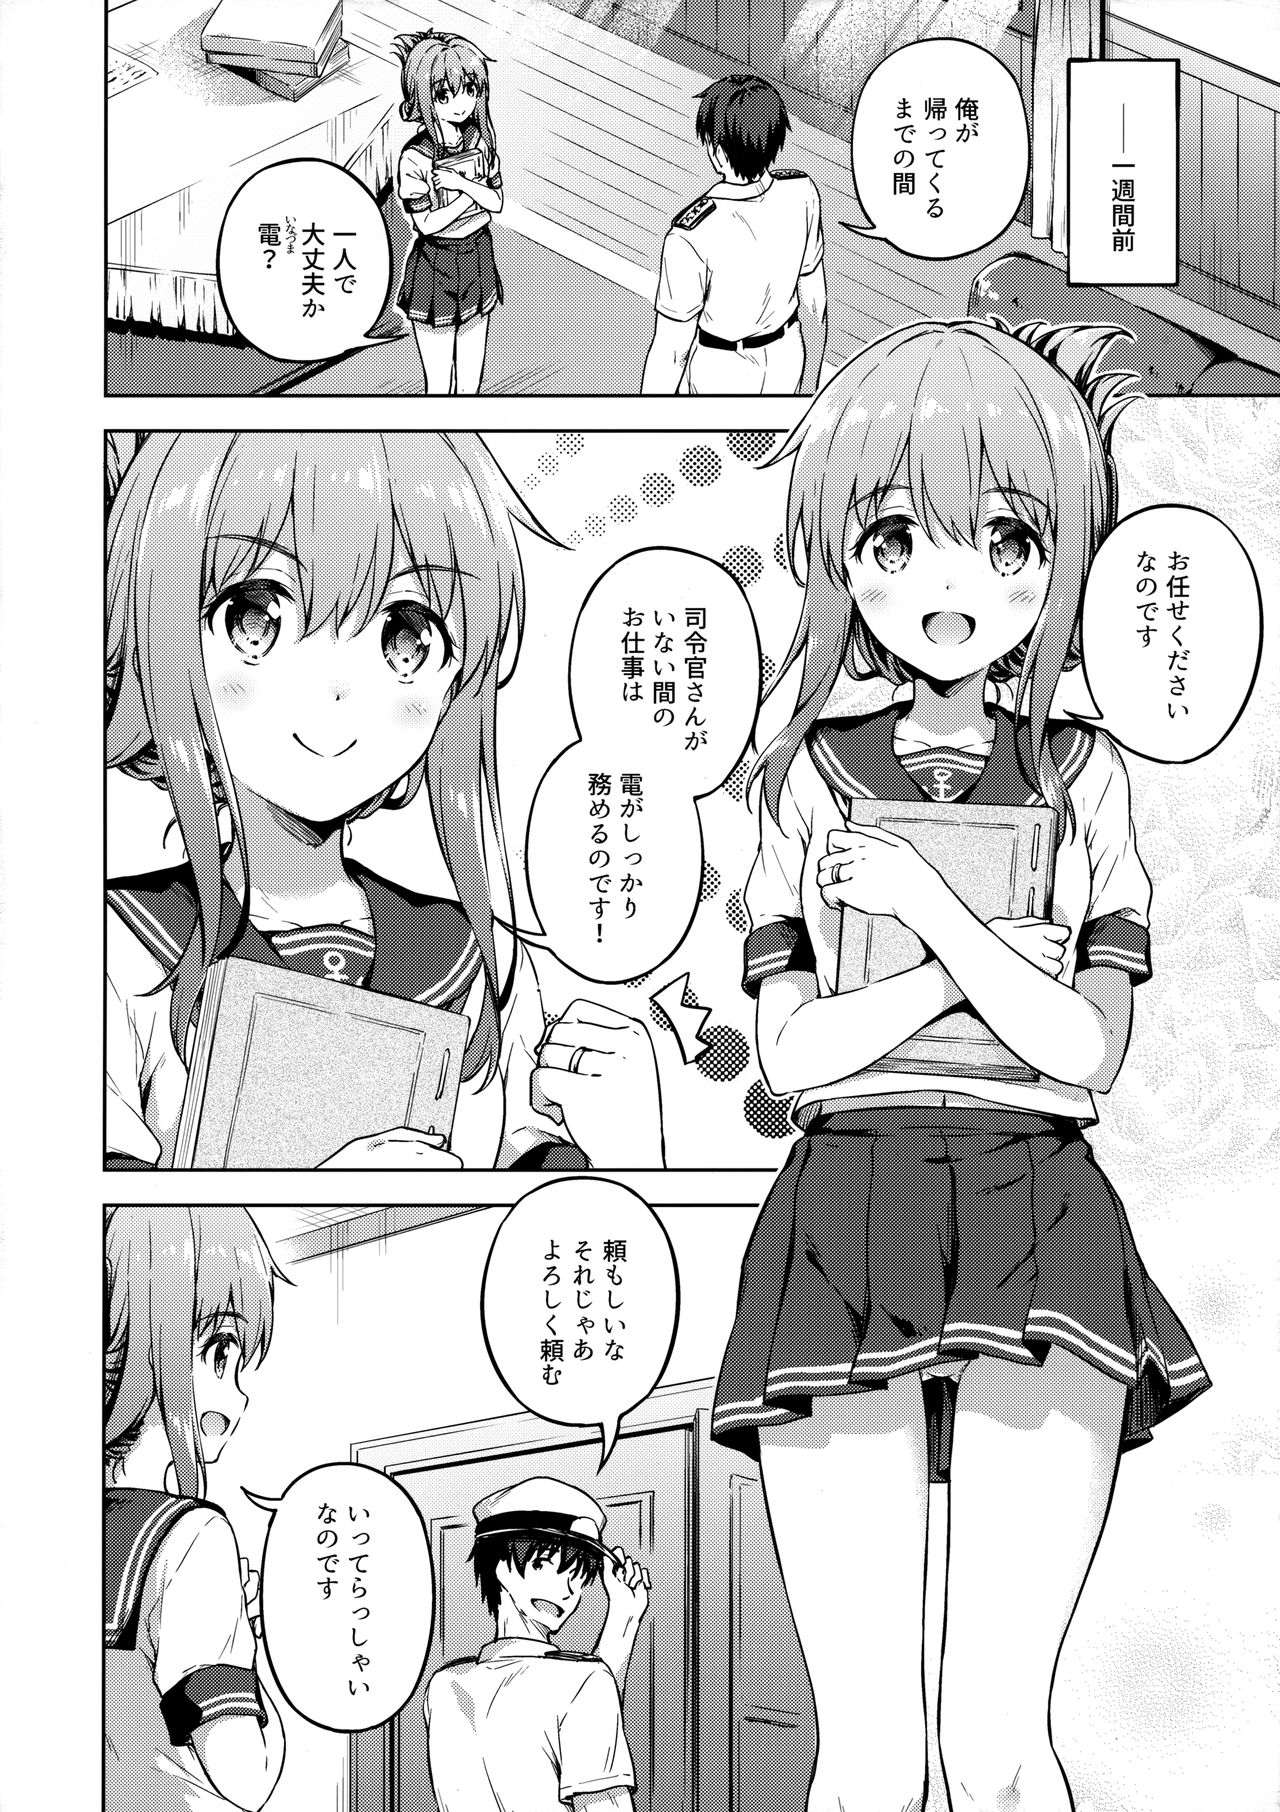 ――一週間前
俺が
帰ってくる
までの間
一人で
大丈夫か
電？
いなづま
お任せください
なのです
司令官さんが
いない間の
お仕事は
電がしっかり
務めるのです！
頼もしいな
それじゃあ
よろしく頼む
いってらっしゃい
なのです